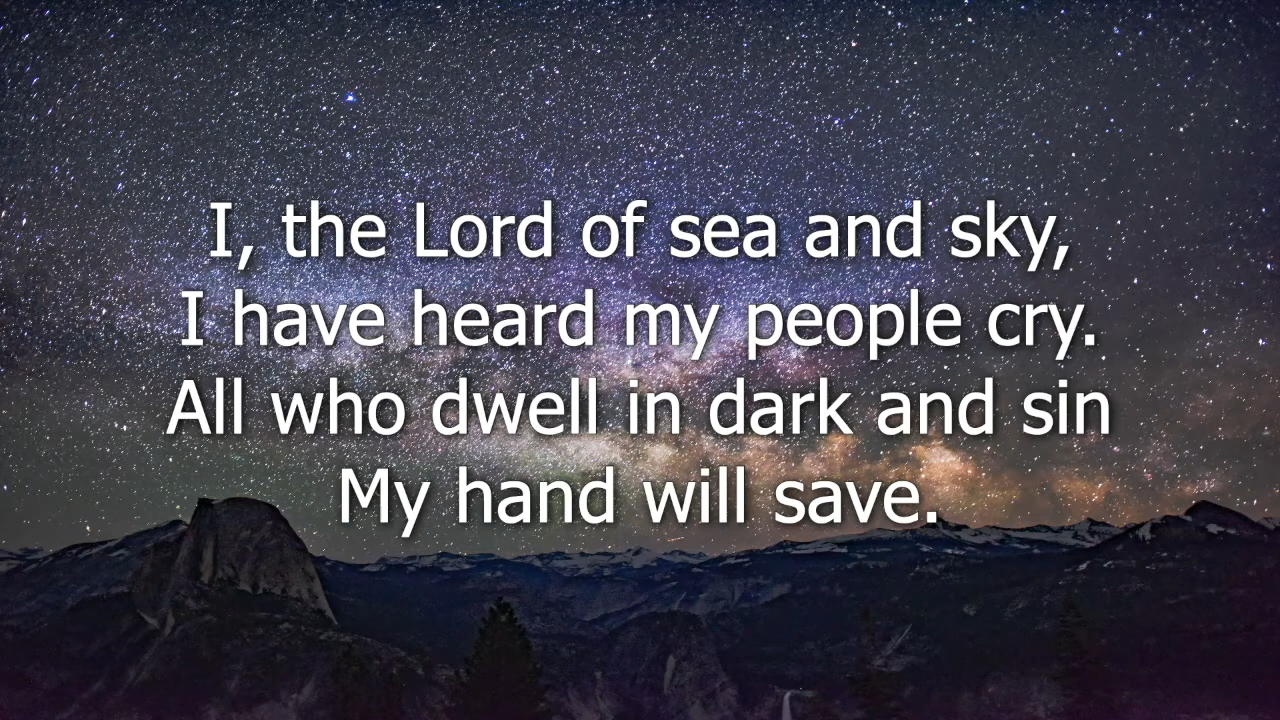 I, the Lord of sea and sky,
I have heard my people cry.
All who dwell in dark and sin
My hand will save.